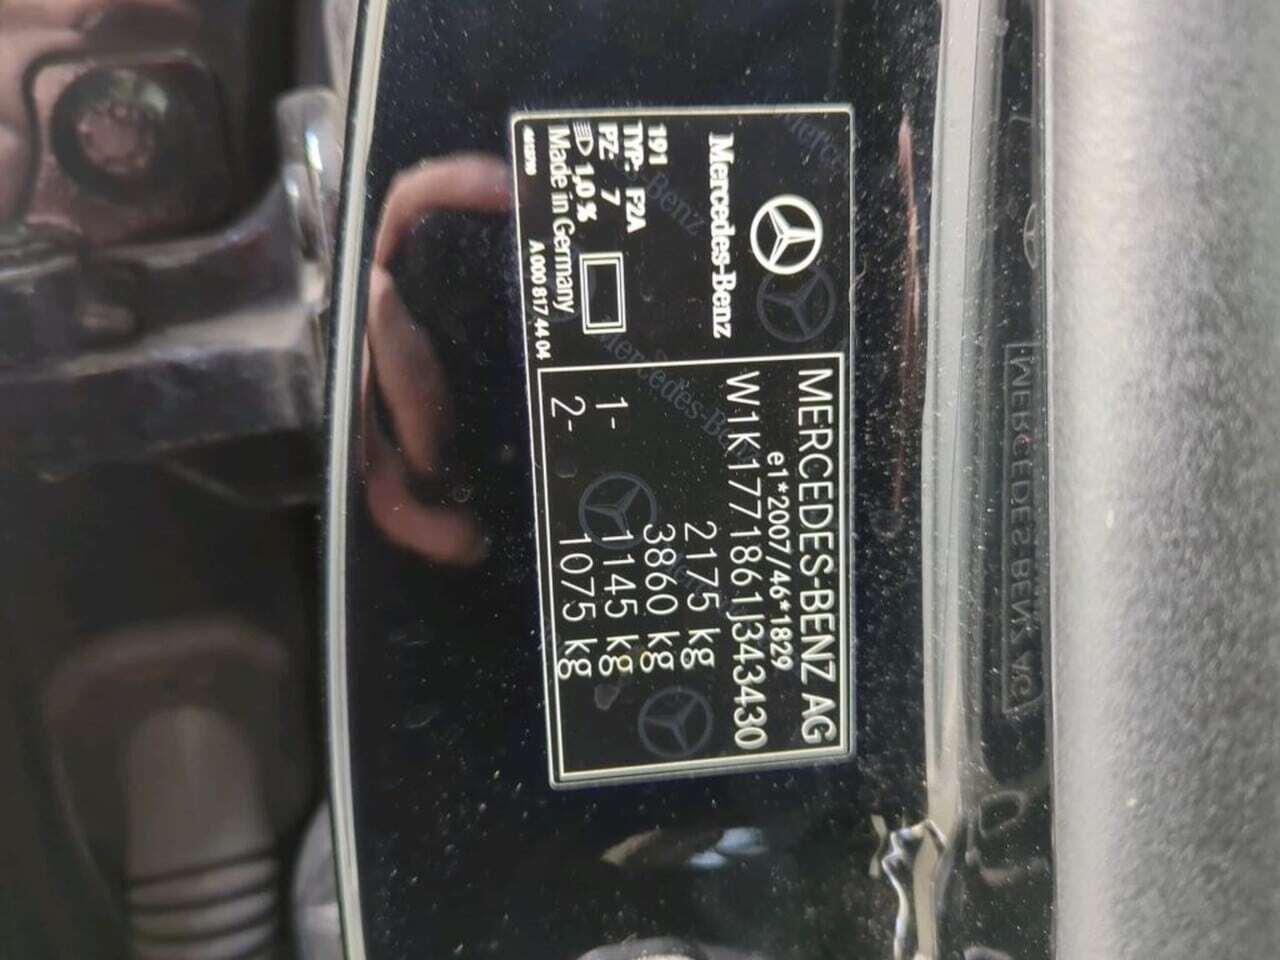 Mercedes-Benz
191
TYP: F2A
PZ: 7
1,0 %
Made in Germany
A 000 817 44 04
MERCEDES-BENZ AG
e1*2007/46*1829
W1K1771861J343430
2175 kg
3860 kg
1- 1145 kg
2- 1075 kg